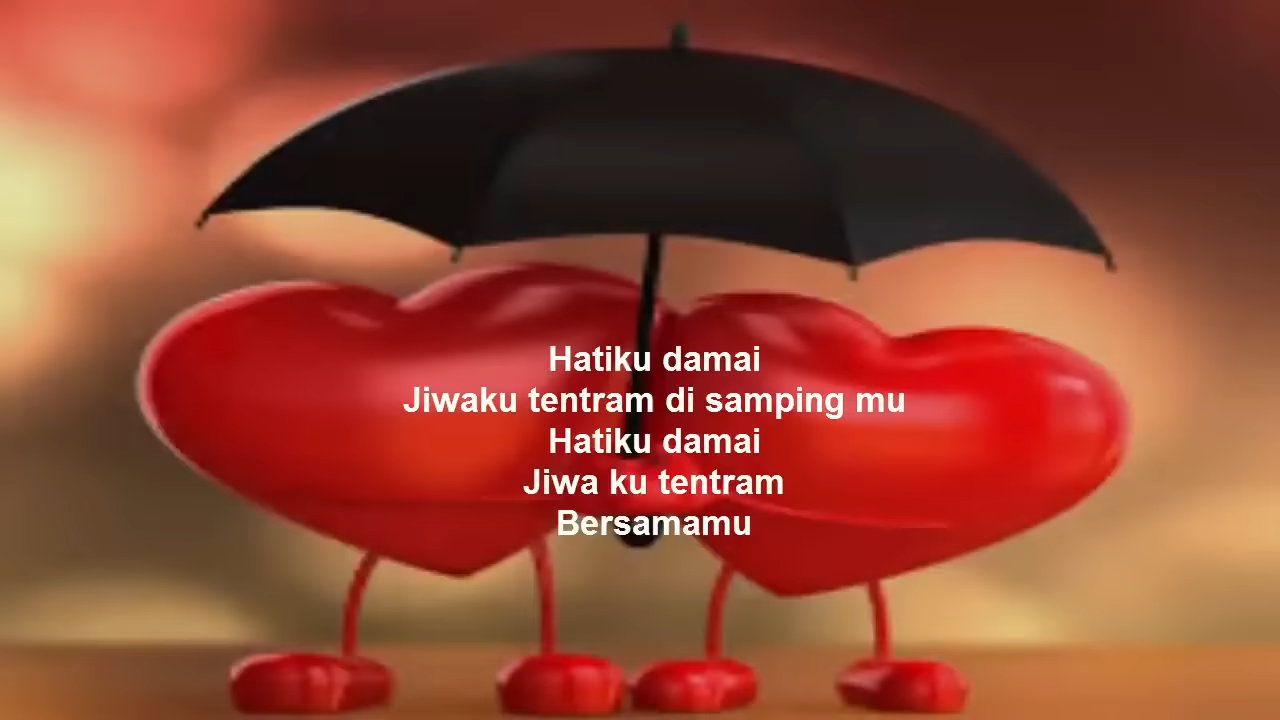 Hatiku damai
Jiwaku tentram di samping mu
Hatiku damai
Jiwa ku tentram
Bersamamu